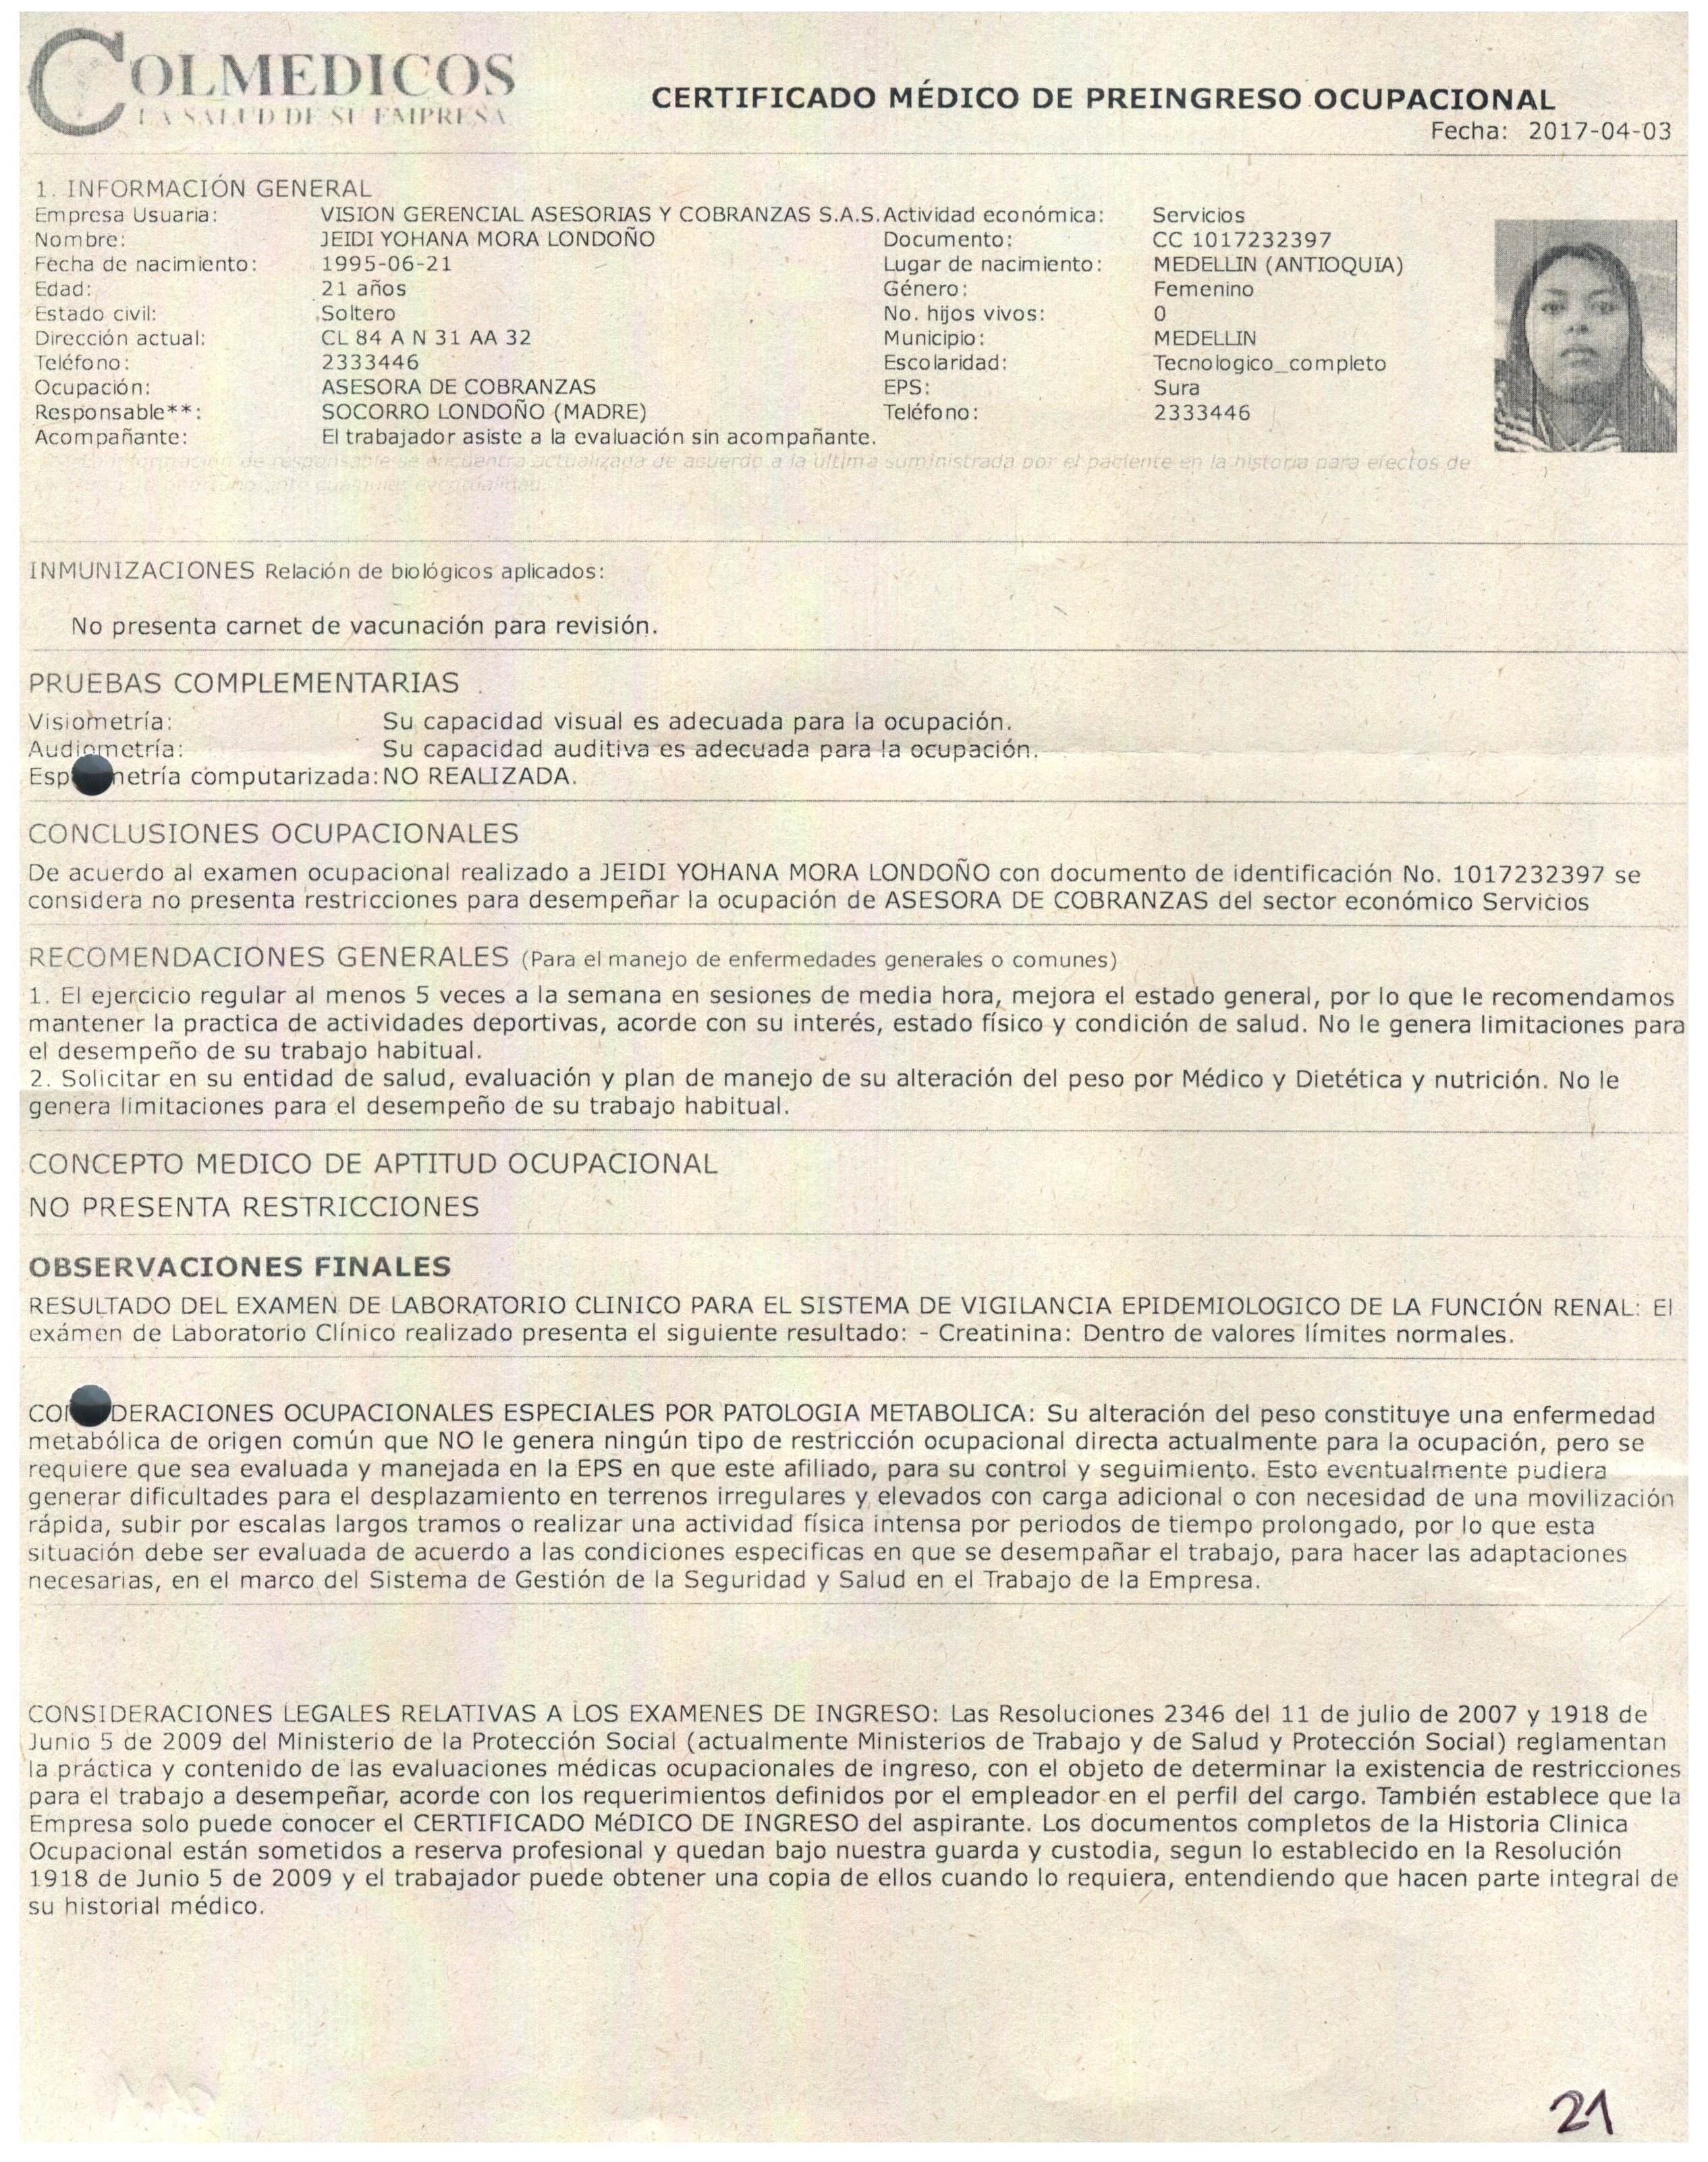 COLMEDICOS
LA SALUD DE SU EMPRESA
CERTIFICADO MÉDICO DE PREINGRESO OCUPACIONAL
Fecha: 2017-04-03
1. INFORMACIÓN GENERAL
Empresa Usuaria: VISION GERENCIAL ASESORIAS Y COBRANZAS S.A.S. Actividad económica: Servicios
Nombre: JEIDI YOHANA MORA LONDOÑO Documento: CC 1017232397
Fecha de nacimiento: 1995-06-21 Lugar de nacimiento: MEDELLIN (ANTIOQUIA)
Edad: 21 años Género: Femenino
Estado civil: Soltero No. hijos vivos: 0
Dirección actual: CL 84 A N 31 AA 32 Municipio: MEDELLIN
Teléfono: 2333446 Escolaridad: Tecnologico_completo
Ocupación: ASESORA DE COBRANZAS EPS: Sura
Responsable**: SOCORRO LONDOÑO (MADRE) Teléfono: 2333446
Acompañante: El trabajador asiste a la evaluación sin acompañante.
información de responsable se encuentra actualizada de acuerdo a la última suministrada por el paciente en la historia para efectos de
ante cualquier eventualidad
INMUNIZACIONES Relación de biológicos aplicados:
No presenta carnet de vacunación para revisión.
PRUEBAS COMPLEMENTARIAS
Visiometría: Su capacidad visual es adecuada para la ocupación.
Audiometría: Su capacidad auditiva es adecuada para la ocupación.
Esp metría computarizada: NO REALIZADA.
CONCLUSIONES OCUPACIONALES
De acuerdo al examen ocupacional realizado a JEIDI YOHANA MORA LONDOÑO con documento de identificación No. 1017232397 se
considera no presenta restricciones para desempeñar la ocupación de ASESORA DE COBRANZAS del sector económico Servicios
RECOMENDACIONES GENERALES (Para el manejo de enfermedades generales o comunes)
1. El ejercicio regular al menos 5 veces a la semana en sesiones de media hora, mejora el estado general, por lo que le recomendamos
mantener la practica de actividades deportivas, acorde con su interés, estado físico y condición de salud. No le genera limitaciones para
el desempeño de su trabajo habitual.
2. Solicitar en su entidad de salud, evaluación y plan de manejo de su alteración del peso por Médico y Dietética y nutrición. No le
genera limitaciones para el desempeño de su trabajo habitual.
CONCEPTO MEDICO DE APTITUD OCUPACIONAL
NO PRESENTA RESTRICCIONES
OBSERVACIONES FINALES
RESULTADO DEL EXAMEN DE LABORATORIO CLINICO PARA EL SISTEMA DE VIGILANCIA EPIDEMIOLOGICO DE LA FUNCIÓN RENAL: El
exámen de Laboratorio Clínico realizado presenta el siguiente resultado: - Creatinina: Dentro de valores límites normales.
CON DERACIONES OCUPACIONALES ESPECIALES POR PATOLOGIA METABOLICA: Su alteración del peso constituye una enfermedad
metabólica de origen común que NO le genera ningún tipo de restricción ocupacional directa actualmente para la ocupación, pero se
requiere que sea evaluada y manejada en la EPS en que este afiliado, para su control y seguimiento. Esto eventualmente pudiera
generar dificultades para el desplazamiento en terrenos irregulares y elevados con carga adicional o con necesidad de una movilización
rápida, subir por escalas largos tramos o realizar una actividad física intensa por periodos de tiempo prolongado, por lo que esta
situación debe ser evaluada de acuerdo a las condiciones especificas en que se desempañar el trabajo, para hacer las adaptaciones
necesarias, en el marco del Sistema de Gestión de la Seguridad y Salud en el Trabajo de la Empresa.
CONSIDERACIONES LEGALES RELATIVAS A LOS EXAMENES DE INGRESO: Las Resoluciones 2346 del 11 de julio de 2007 y 1918 de
Junio 5 de 2009 del Ministerio de la Protección Social (actualmente Ministerios de Trabajo y de Salud y Protección Social) reglamentan
la práctica y contenido de las evaluaciones médicas ocupacionales de ingreso, con el objeto de determinar la existencia de restricciones
para el trabajo a desempeñar, acorde con los requerimientos definidos por el empleador en el perfil del cargo. También establece que la
Empresa solo puede conocer el CERTIFICADO MéDICO DE INGRESO del aspirante. Los documentos completos de la Historia Clinica
Ocupacional están sometidos a reserva profesional y quedan bajo nuestra guarda y custodia, segun lo establecido en la Resolución
1918 de Junio 5 de 2009 y el trabajador puede obtener una copia de ellos cuando lo requiera, entendiendo que hacen parte integral de
su historial médico.
21